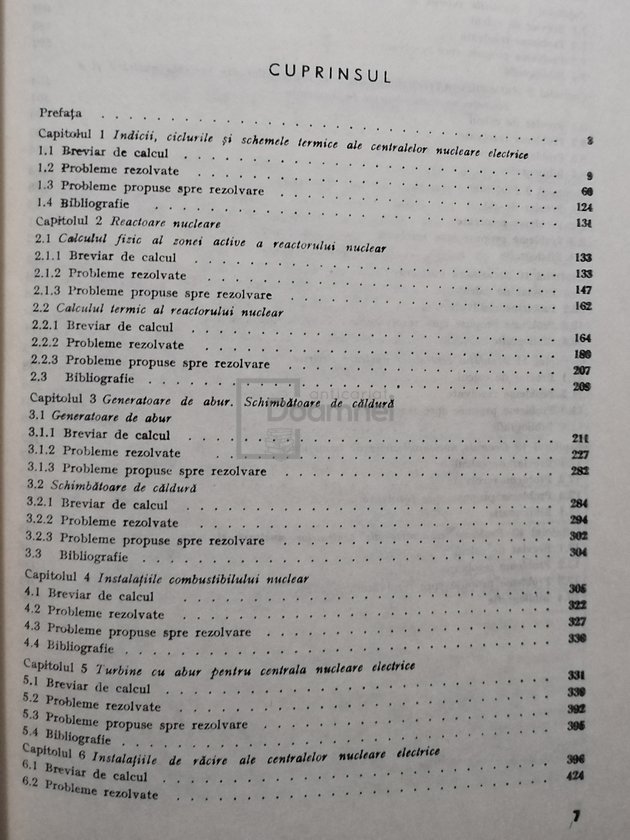 CUPRINSUL
Prefața . . . . . . . . . . 3
Capitolul 1 Indicii, ciclurile și schemele termice ale centralelor nucleare electrice
1.1 Breviar de calcul . . . . . . . . . . 9
1.2 Probleme rezolvate . . . . . . . . . . 60
1.3 Probleme propuse spre rezolvare . . . . . . . . . . 124
1.4 Bibliografie . . . . . . . . . . 131
Capitolul 2 Reactoare nucleare
2.1 Calculul fizic al zonei active a reactorului nuclear . . . . . . . . . . 133
2.1.1 Breviar de calcul . . . . . . . . . . 133
2.1.2 Probleme rezolvate . . . . . . . . . . 147
2.1.3 Probleme propuse spre rezolvare . . . . . . . . . . 162
2.2 Calculul termic al reactorului nuclear
2.2.1 Breviar de calcul . . . . . . . . . . 164
2.2.2 Probleme rezolvate . . . . . . . . . . 180
2.2.3 Probleme propuse spre rezolvare . . . . . . . . . . 207
2.3 Bibliografie . . . . . . . . . . 209
Capitolul 3 Generatoare de abur. Schimbătoare de căldură
anticariat
Doamnei
3.1 Generatoare de abur
3.1.1 Breviar de calcul . . . . . . . . . . 211
3.1.2 Probleme rezolvate . . . . . . . . . . 227
3.1.3 Probleme propuse spre rezolvare . . . . . . . . . . 282
3.2 Schimbătoare de căldură
3.2.1 Breviar de calcul . . . . . . . . . . 284
3.2.2 Probleme rezolvate . . . . . . . . . . 294
3.2.3 Probleme propuse spre rezolvare . . . . . . . . . . 302
3.3 Bibliografie . . . . . . . . . . 304
Capitolul 4 Instalațiile combustibilului nuclear
4.1 Breviar de calcul . . . . . . . . . . 305
4.2 Probleme rezolvate . . . . . . . . . . 322
4.3 Probleme propuse spre rezolvare . . . . . . . . . . 327
4.4 Bibliografie . . . . . . . . . . 330
Capitolul 5 Turbine cu abur pentru centrala nucleare electrice
5.1 Breviar de calcul . . . . . . . . . . 331
5.2 Probleme rezolvate . . . . . . . . . . 339
5.3 Probleme propuse spre rezolvare . . . . . . . . . . 392
5.4 Bibliografie . . . . . . . . . . 395
Capitolul 6 Instalațiile de răcire ale centralelor nucleare electrice
6.1 Breviar de calcul . . . . . . . . . . 396
6.2 Probleme rezolvate . . . . . . . . . . 424
7